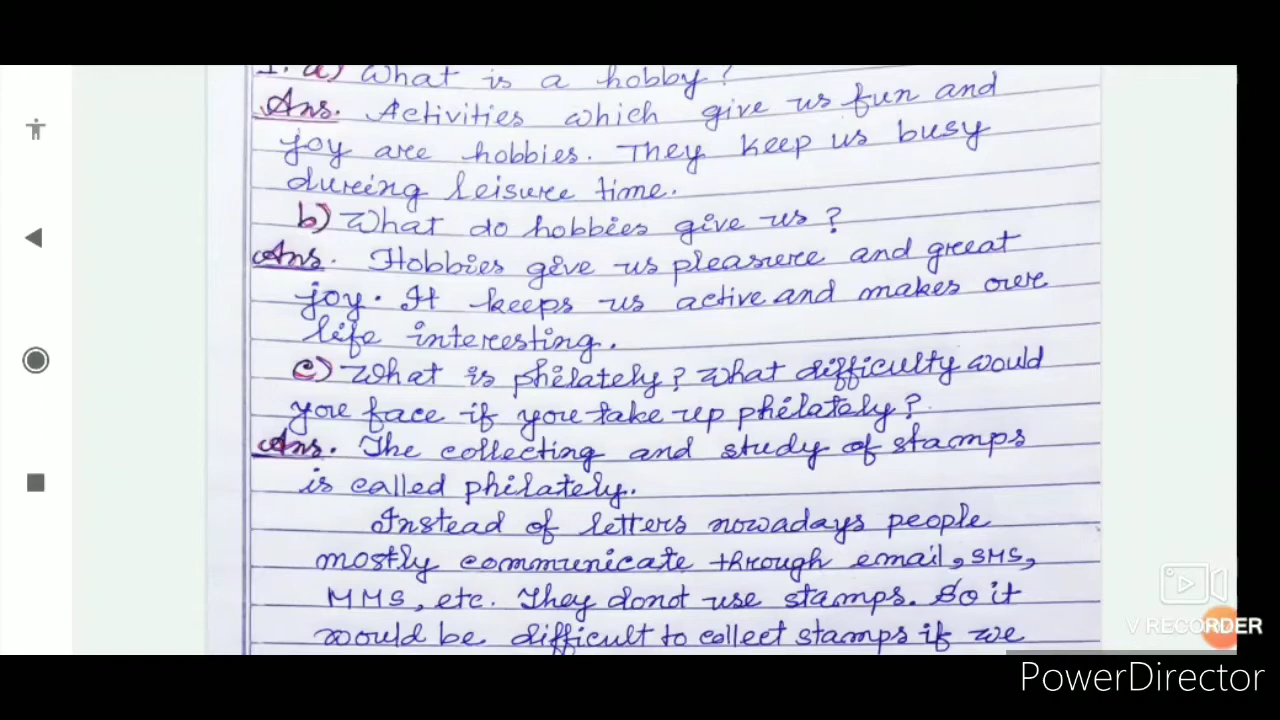 1. a) What is a hobby?
Ans. Activities which give us fun and
joy are hobbies. They keep us busy
during leisure time.
b) What do hobbies give us?
Ans. Hobbies give us pleasure and great
joy. It keeps us active and makes our
life interesting.
c) What is philately? What difficulty would
you face if you take up philately?
Ans. The collecting and study of stamps
is called philately.
Instead of letters nowadays people
mostly communicate through email, SMS,
MMS, etc. They donot use stamps. So it
would be difficult to collect stamps if we
V RECORDER
PowerDirector